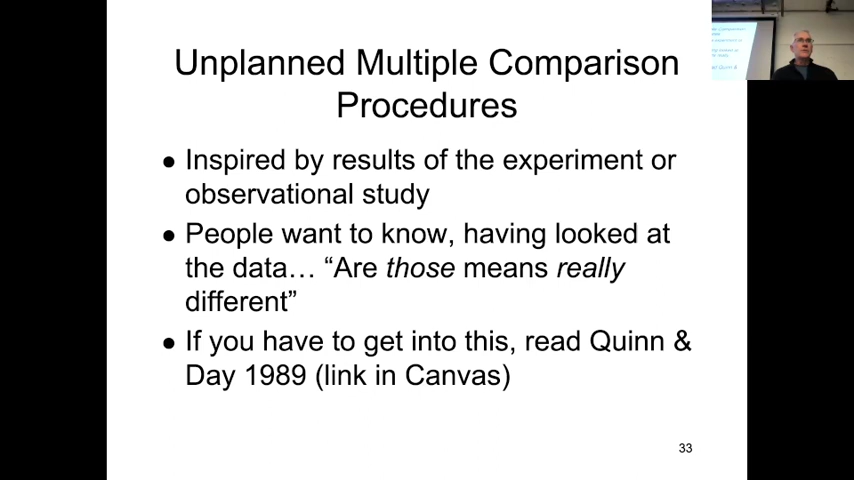 Unplanned Multiple Comparison
Procedures
● Inspired by results of the experiment or
observational study
● People want to know, having looked at
the data… “Are those means really
different”
● If you have to get into this, read Quinn &
Day 1989 (link in Canvas)
33